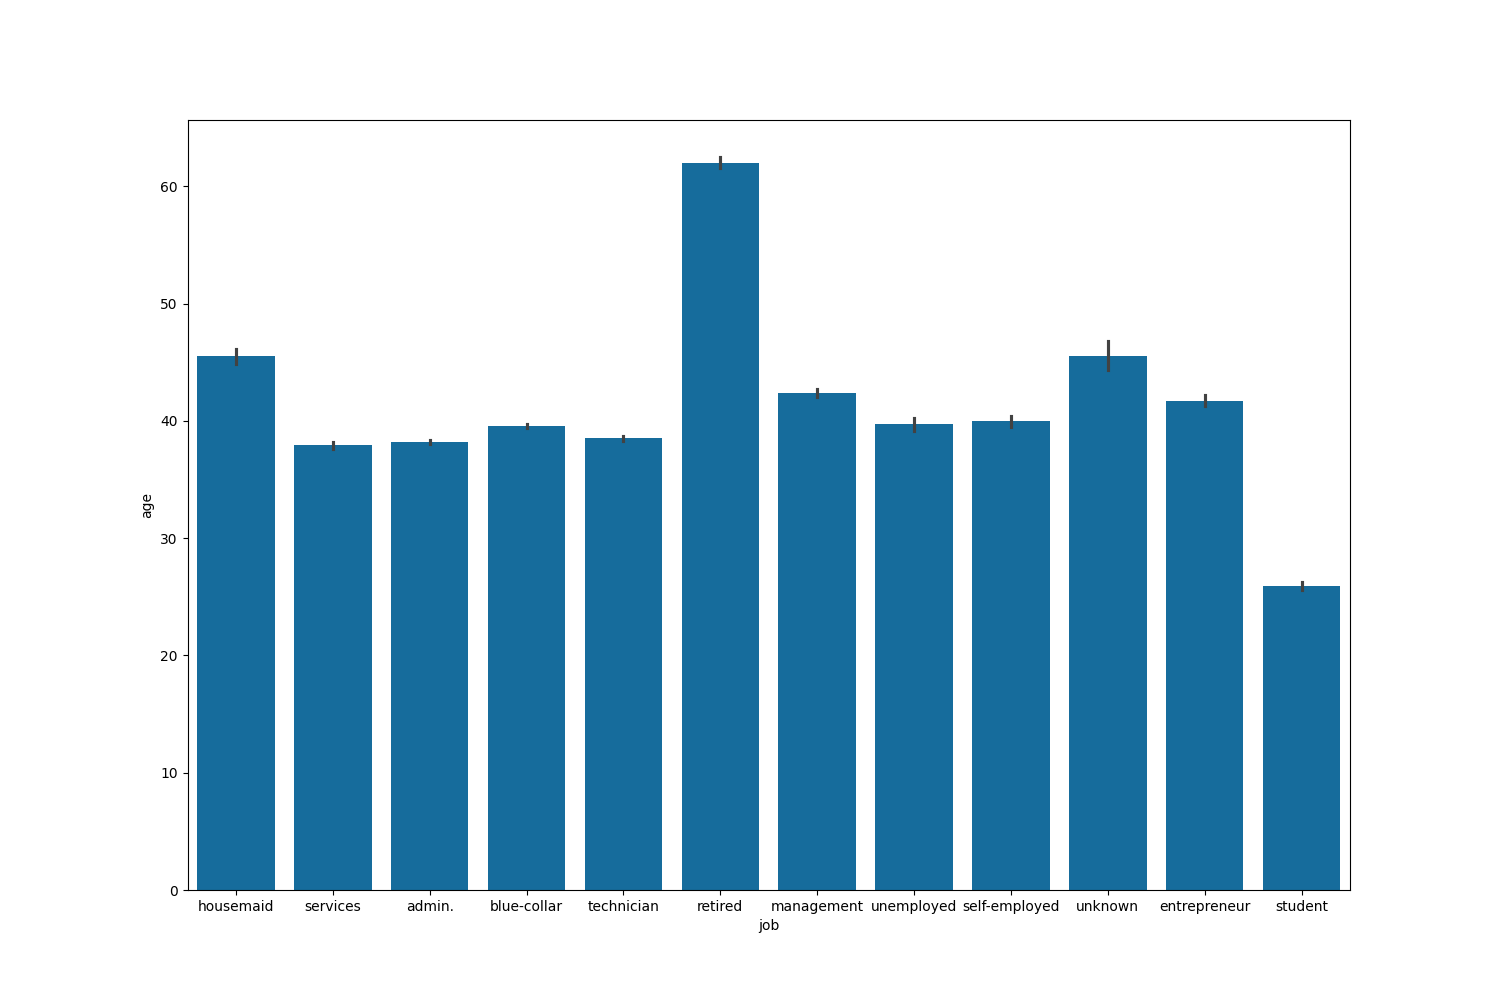 60
50
40
30
20
10
0
age
housemaid services admin. blue-collar technician retired management unemployed self-employed unknown entrepreneur student
job